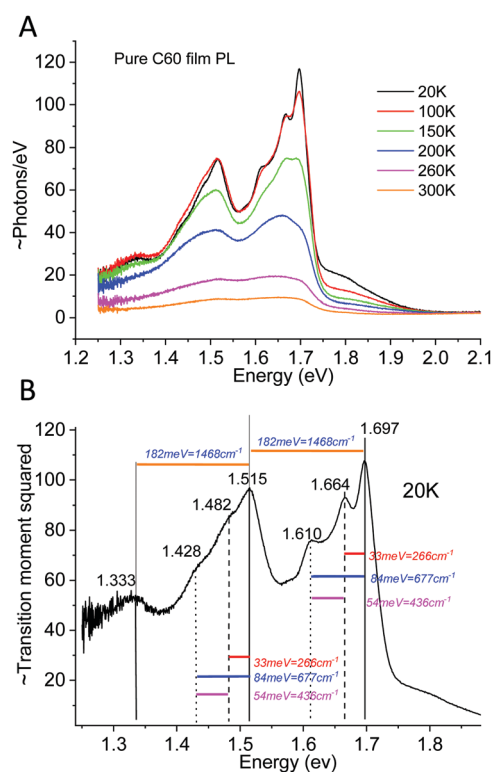 A
Pure C60 film PL
20K
100K
150K
200K
260K
300K
~Photons/eV
120
100
80
60
40
20
0
1.2 1.3 1.4 1.5 1.6 1.7 1.8 1.9 2.0 2.1
Energy (eV)
B
1.697
182meV=1468cm-1
182meV=1468cm-1
1.515
1.664
20K
1.482
1.610
1.428
1.333
33meV=266cm-1
84meV=677cm-1
54meV=436cm-1
33meV=266cm-1
84meV=677cm-1
54meV=436cm-1
~Transition moment squared
120
100
80
60
40
20
1.3 1.4 1.5 1.6 1.7 1.8
Energy (ev)